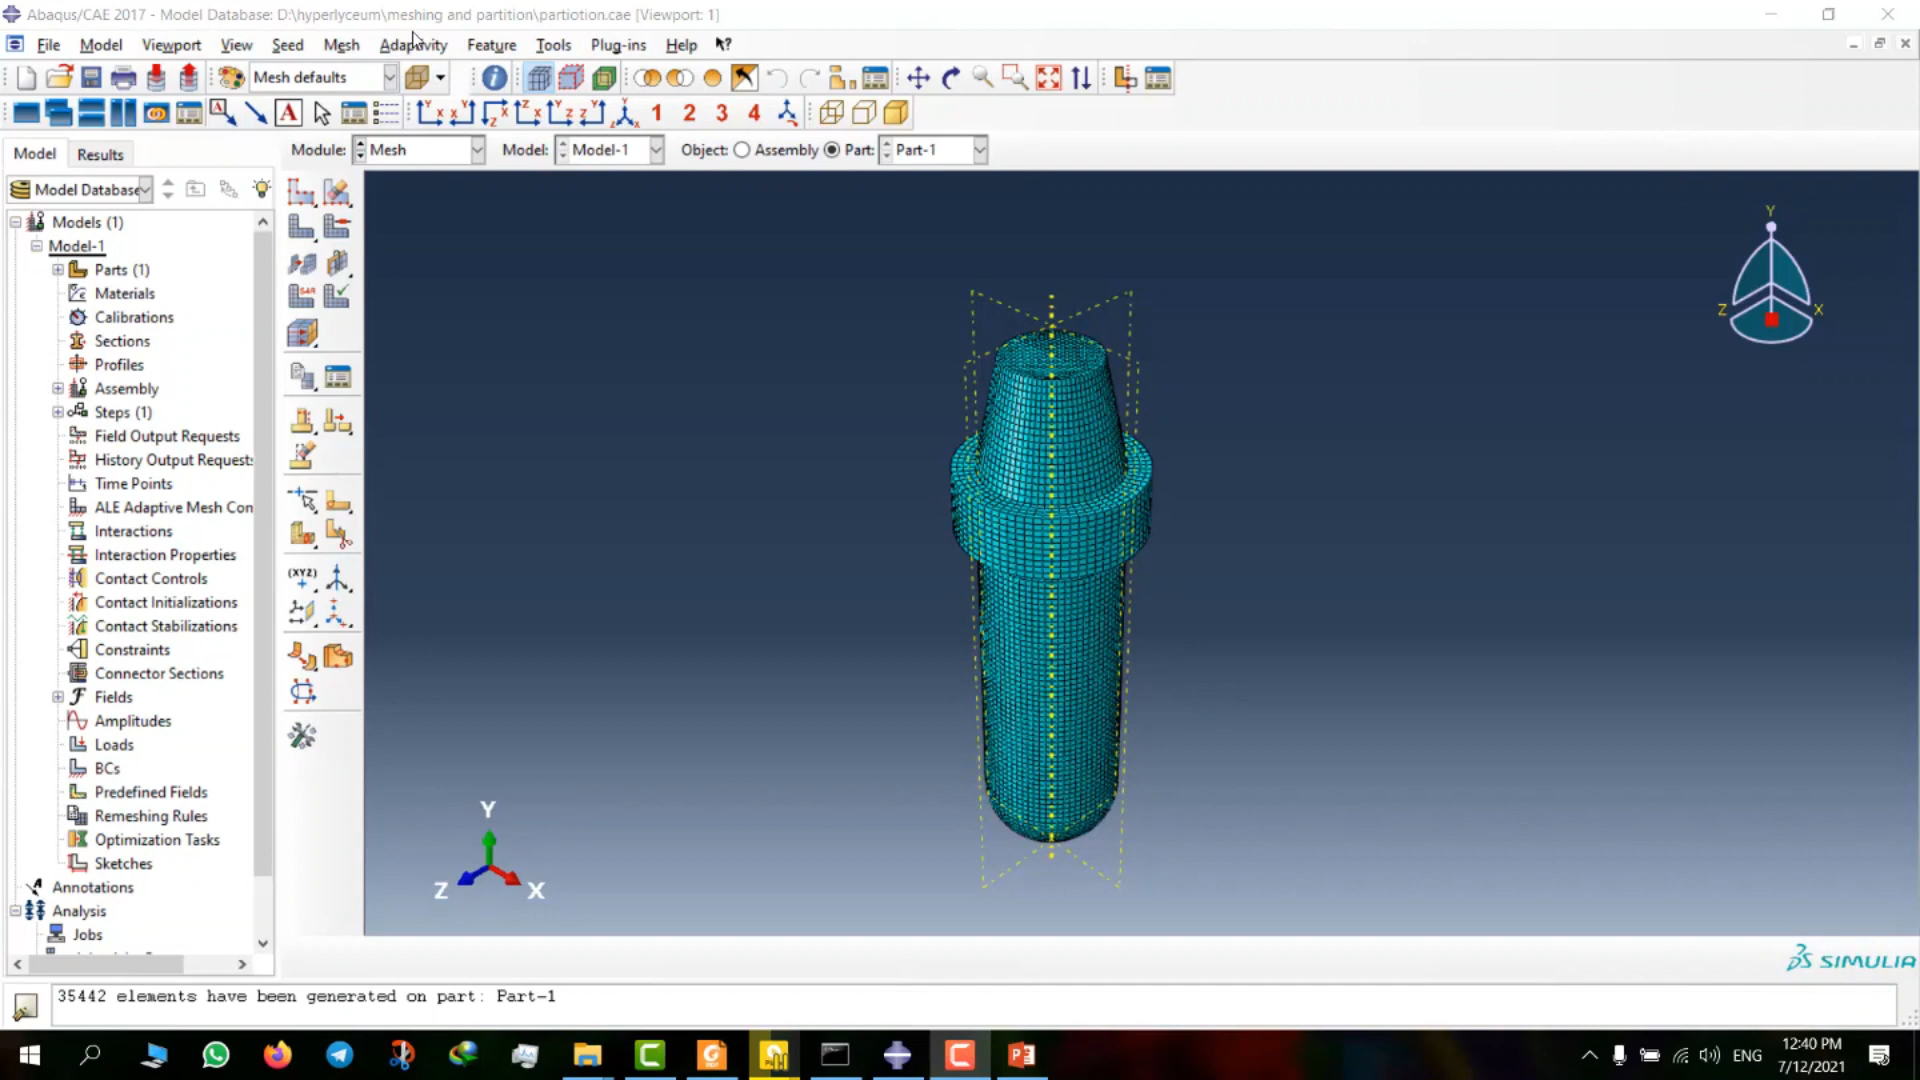 Abaqus/CAE 2017 - Model Database: D:\hyperlyceum\meshing and partition\partiotion.cae [Viewport: 1]
File Model Viewport View Seed Mesh Adaptivity Feature Tools Plug-ins Help
Mesh defaults
1 2 3 4
Model Results
Module: Mesh Model: Model-1 Object: Assembly Part: Part-1
Model Database
Models (1)
Model-1
Parts (1)
Materials
Calibrations
Sections
Profiles
Assembly
Steps (1)
Field Output Requests
History Output Requests
Time Points
ALE Adaptive Mesh Con
Interactions
Interaction Properties
Contact Controls
Contact Initializations
Contact Stabilizations
Constraints
Connector Sections
Fields
Amplitudes
Loads
BCs
Predefined Fields
Remeshing Rules
Optimization Tasks
Sketches
Annotations
Analysis
Jobs
(XYZ)
Y
Z
X
Y
Z
X
SIMULIA
35442 elements have been generated on part: Part-1
ENG
12:40 PM
7/12/2021